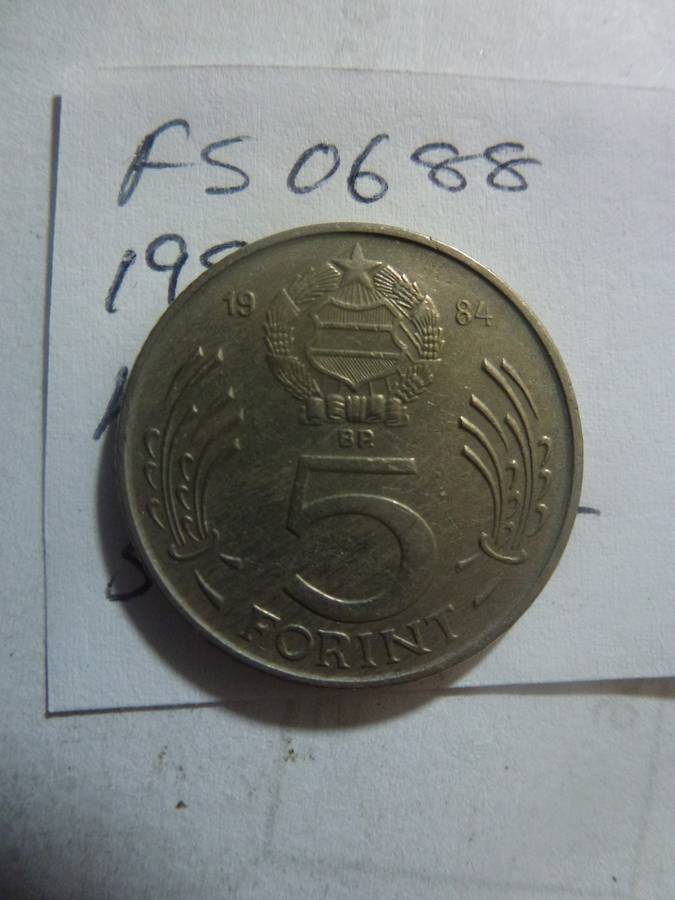 FS 0688
19
19 84
BP.
5
FORINT